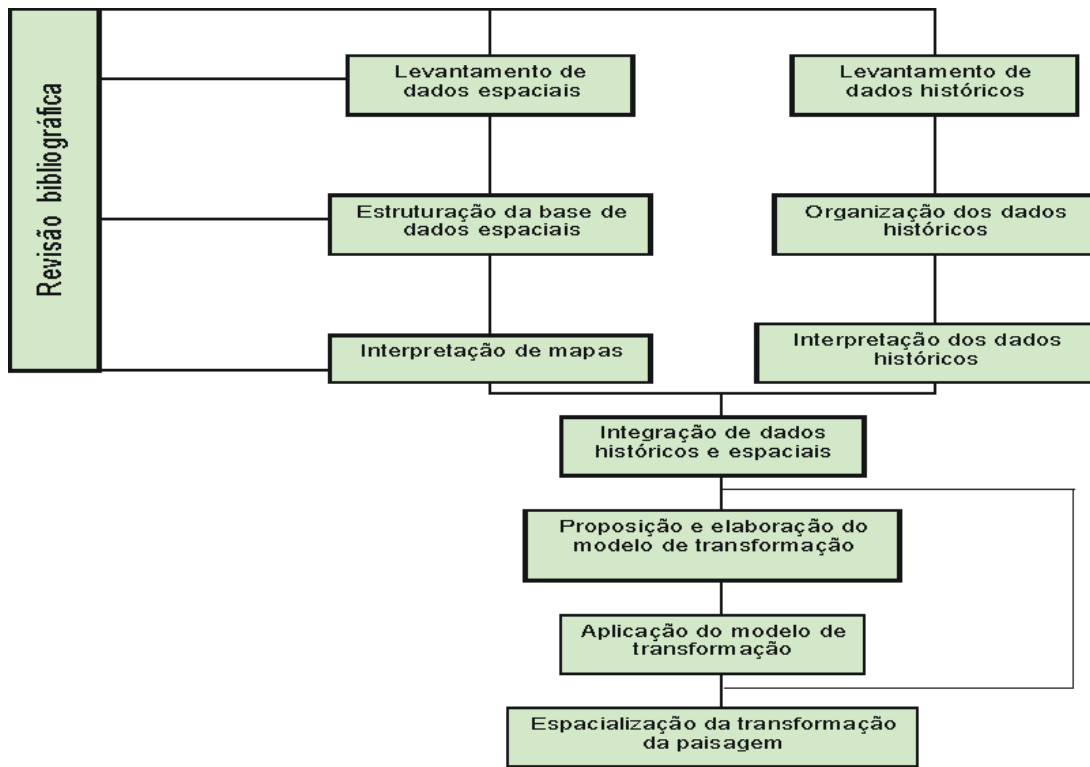 Revisão bibliográfica
Levantamento de
dados espaciais
Levantamento de
dados históricos
Estruturação da base de
dados espaciais
Organização dos dados
históricos
Interpretação de mapas
Interpretação dos dados
históricos
Integração de dados
históricos e espaciais
Proposição e elaboração do
modelo de transformação
Aplicação do modelo de
transformação
Espacialização da transformação
da paisagem